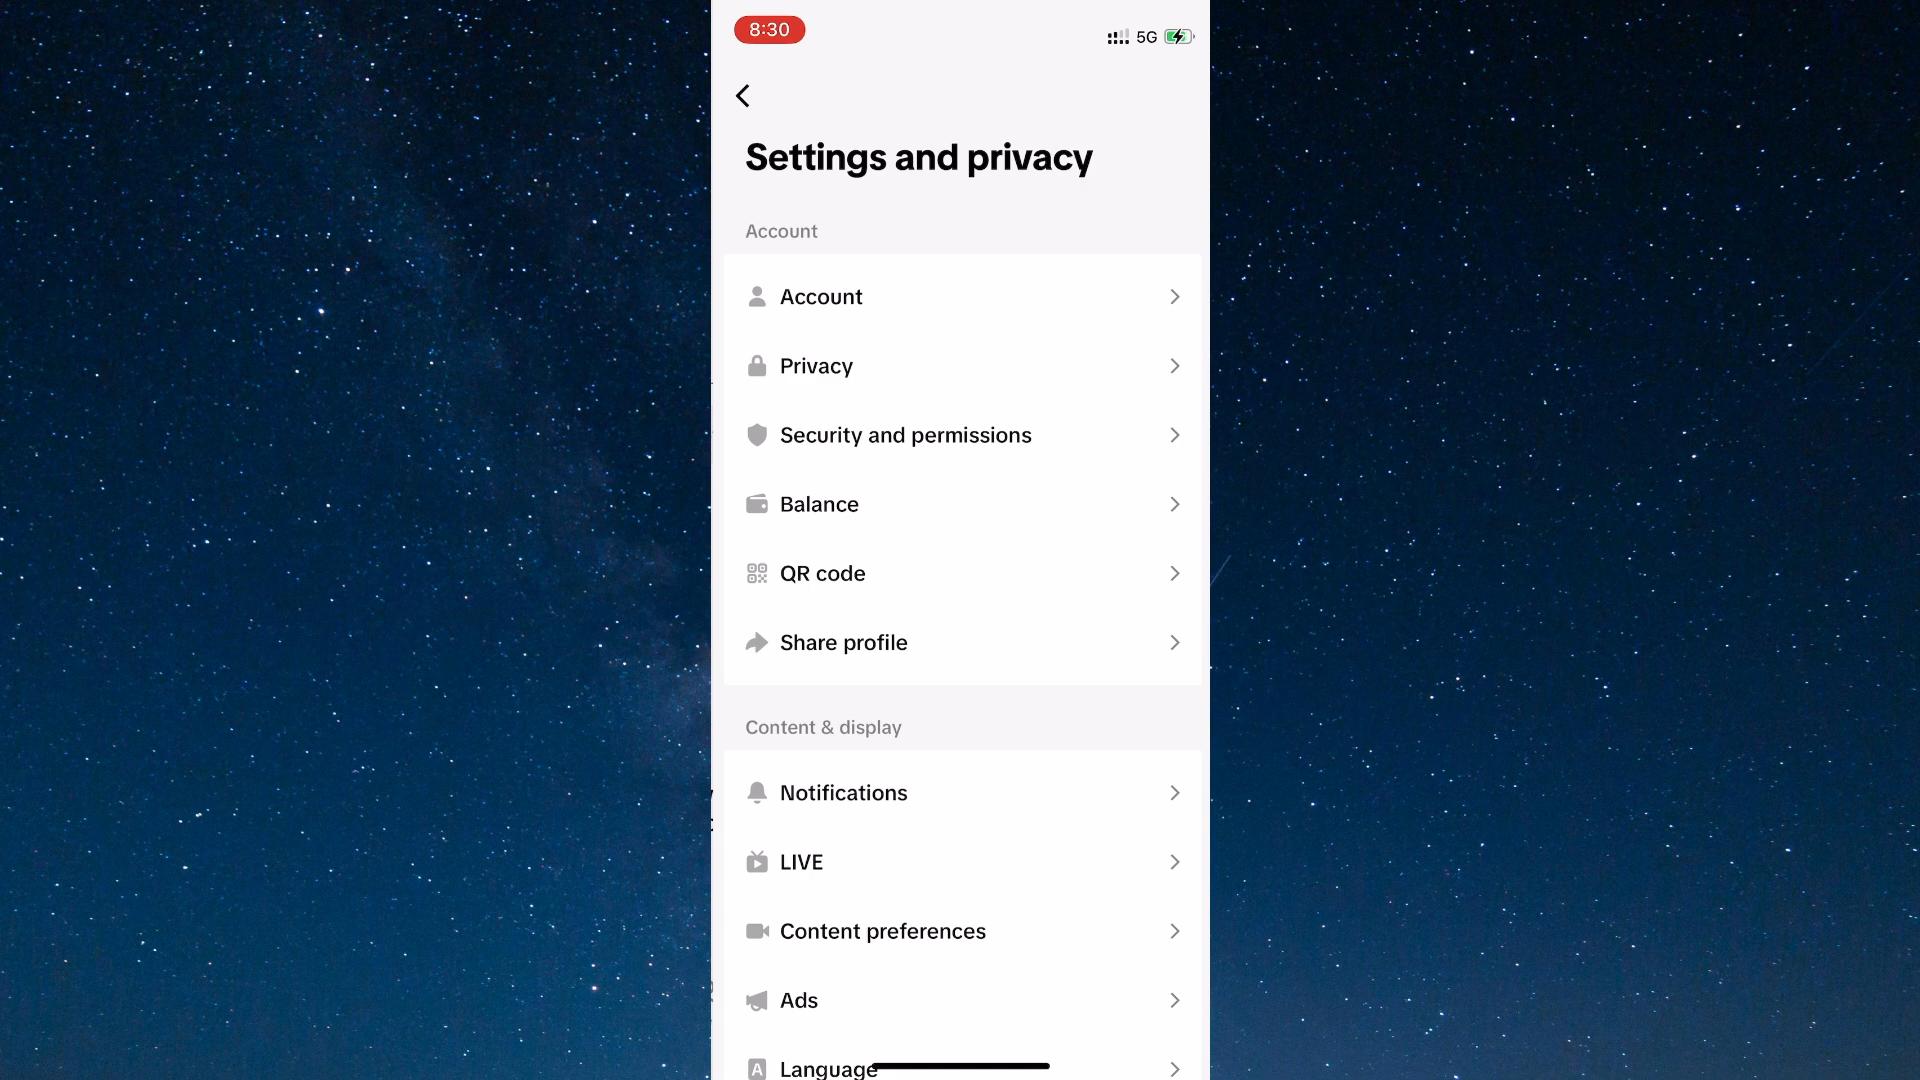 8:30
5G
Settings and privacy
Account
Account
Privacy
Security and permissions
Balance
QR code
Share profile
Content & display
Notifications
LIVE
Content preferences
Ads
A Language